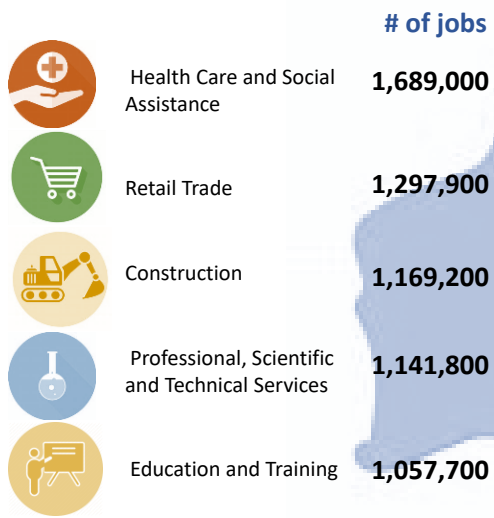 # of jobs
Health Care and Social
Assistance
1,689,000
Retail Trade
1,297,900
Construction
1,169,200
Professional, Scientific
and Technical Services
1,141,800
Education and Training
1,057,700